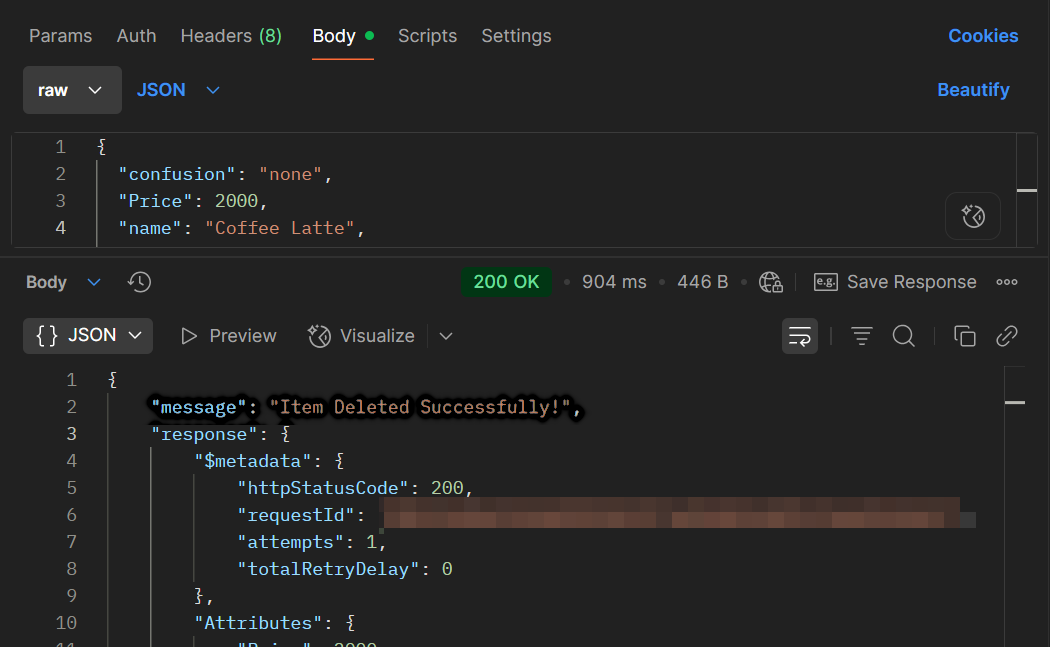 Params Auth Headers (8) Body Scripts Settings Cookies
raw JSON Beautify
1 {
2 "confusion": "none",
3 "Price": 2000,
4 "name": "Coffee Latte",
Body 200 OK 904 ms 446 B e.g. Save Response
{} JSON Preview Visualize
1 {
2 "message": "Item Deleted Successfully!",
3 "response": {
4 "$metadata": {
5 "httpStatusCode": 200,
6 "requestId":
7 "attempts": 1,
8 "totalRetryDelay": 0
9 },
10 "Attributes": {